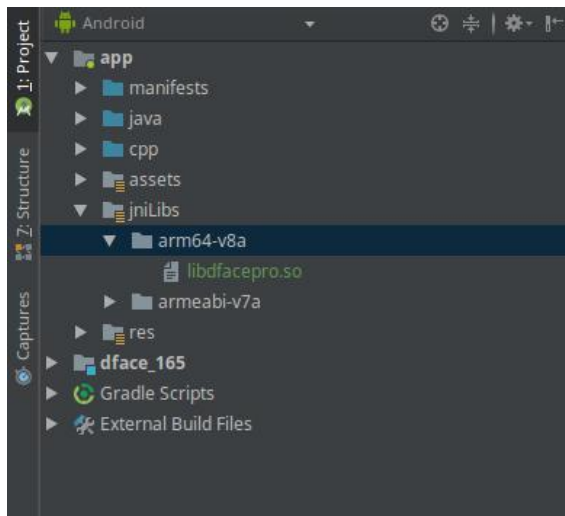 Android
1: Project
app
manifests
java
cpp
assets
jniLibs
arm64-v8a
libdfacepro.so
armeabi-v7a
res
dface_165
Gradle Scripts
External Build Files
Z: Structure
Captures